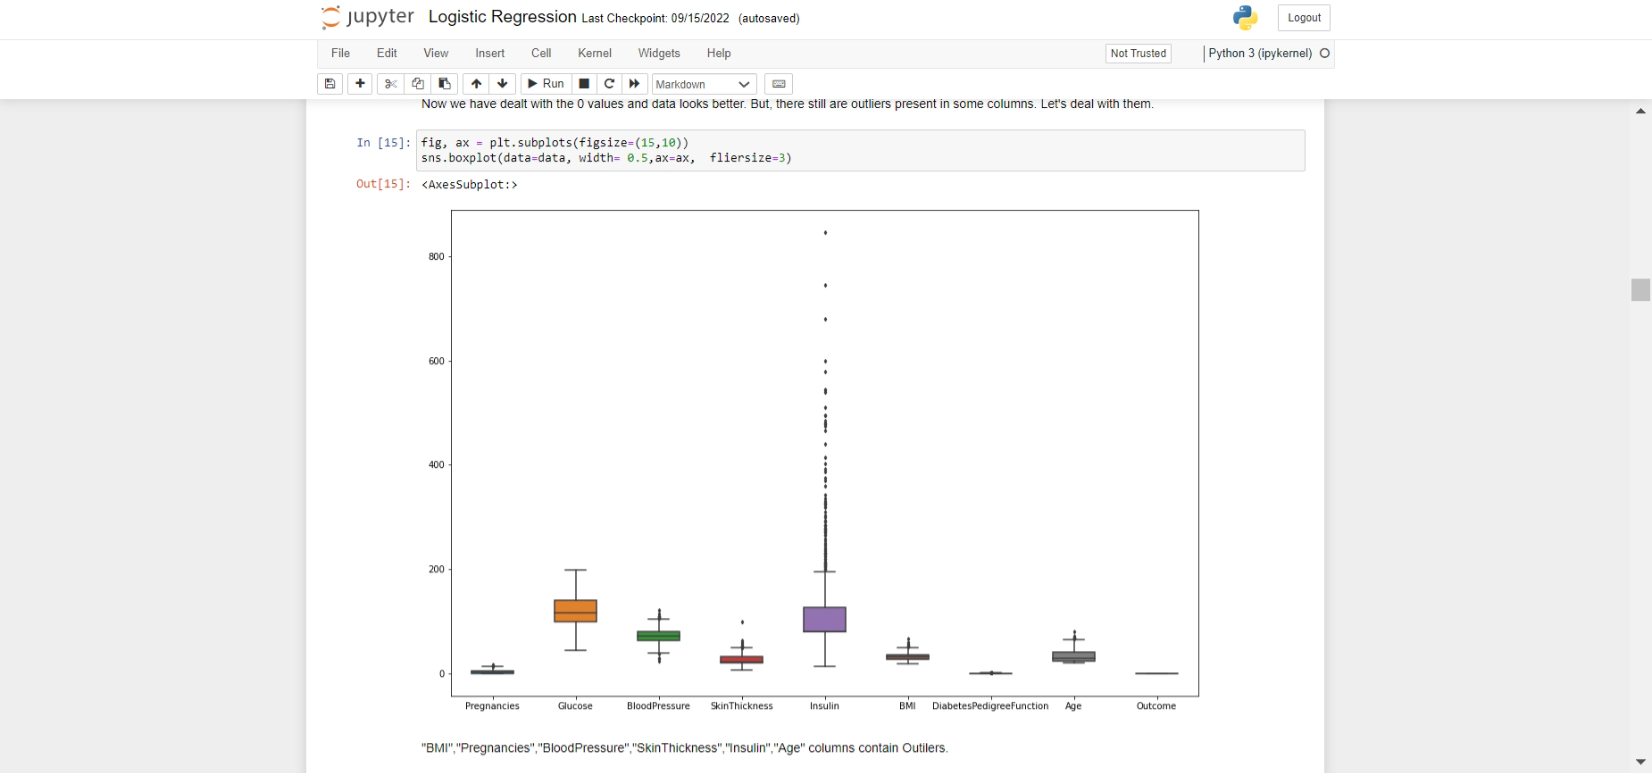 jupyter Logistic Regression Last Checkpoint: 09/15/2022 (autosaved) Logout
File Edit View Insert Cell Kernel Widgets Help Not Trusted Python 3 (ipykernel)
Run Markdown
Now we have dealt with the 0 values and data looks better. But, there still are outliers present in some columns. Let's deal with them.
In [15]: fig, ax = plt.subplots(figsize=(15,10))
sns.boxplot(data=data, width= 0.5,ax=ax, fliersize=3)
Out[15]: <AxesSubplot:>
800
600
400
200
0
Pregnancies Glucose BloodPressure SkinThickness Insulin BMI DiabetesPedigreeFunction Age Outcome
"BMI","Pregnancies","BloodPressure","SkinThickness","Insulin","Age" columns contain Outilers.